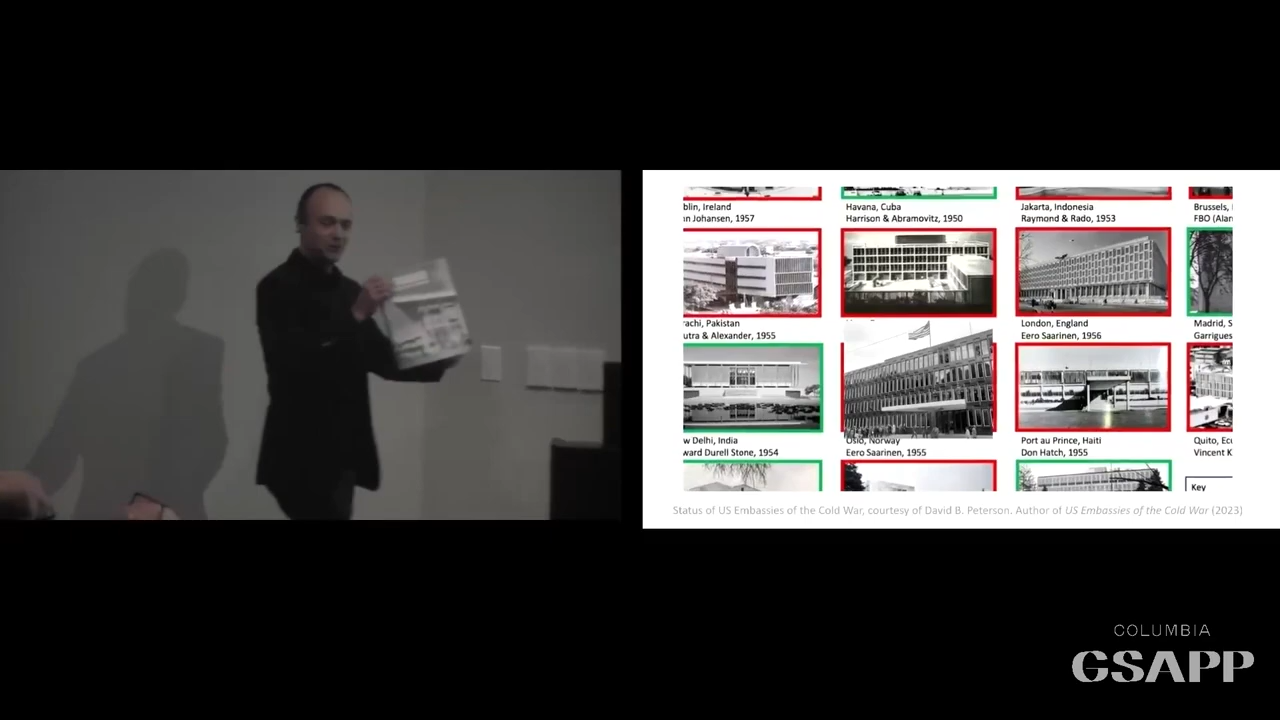 blin, Ireland
n Johansen, 1957
Havana, Cuba
Harrison & Abramovitz, 1950
Jakarta, Indonesia
Raymond & Rado, 1953
Brussels,
FBO (Alan
rachi, Pakistan
utra & Alexander, 1955
London, England
Eero Saarinen, 1956
Madrid, S
Garrigues
w Delhi, India
ward Durell Stone, 1954
Oslo, Norway
Eero Saarinen, 1955
Port au Prince, Haiti
Don Hatch, 1955
Quito, Ecu
Vincent K
Key
Status of US Embassies of the Cold War, courtesy of David B. Peterson. Author of US Embassies of the Cold War (2023)
COLUMBIA
GSAPP